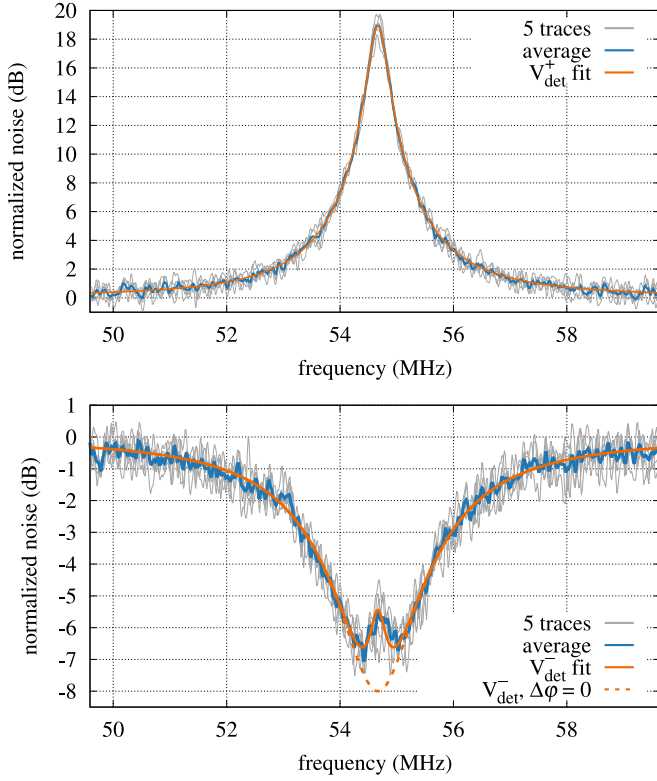 20
18
16
14
12
10
8
6
4
2
0
normalized noise (dB)
5 traces
average
V⁺det fit
50 52 54 56 58
frequency (MHz)
1
0
-1
-2
-3
-4
-5
-6
-7
-8
normalized noise (dB)
5 traces
average
V⁻det fit
V⁻det, Δφ = 0
50 52 54 56 58
frequency (MHz)